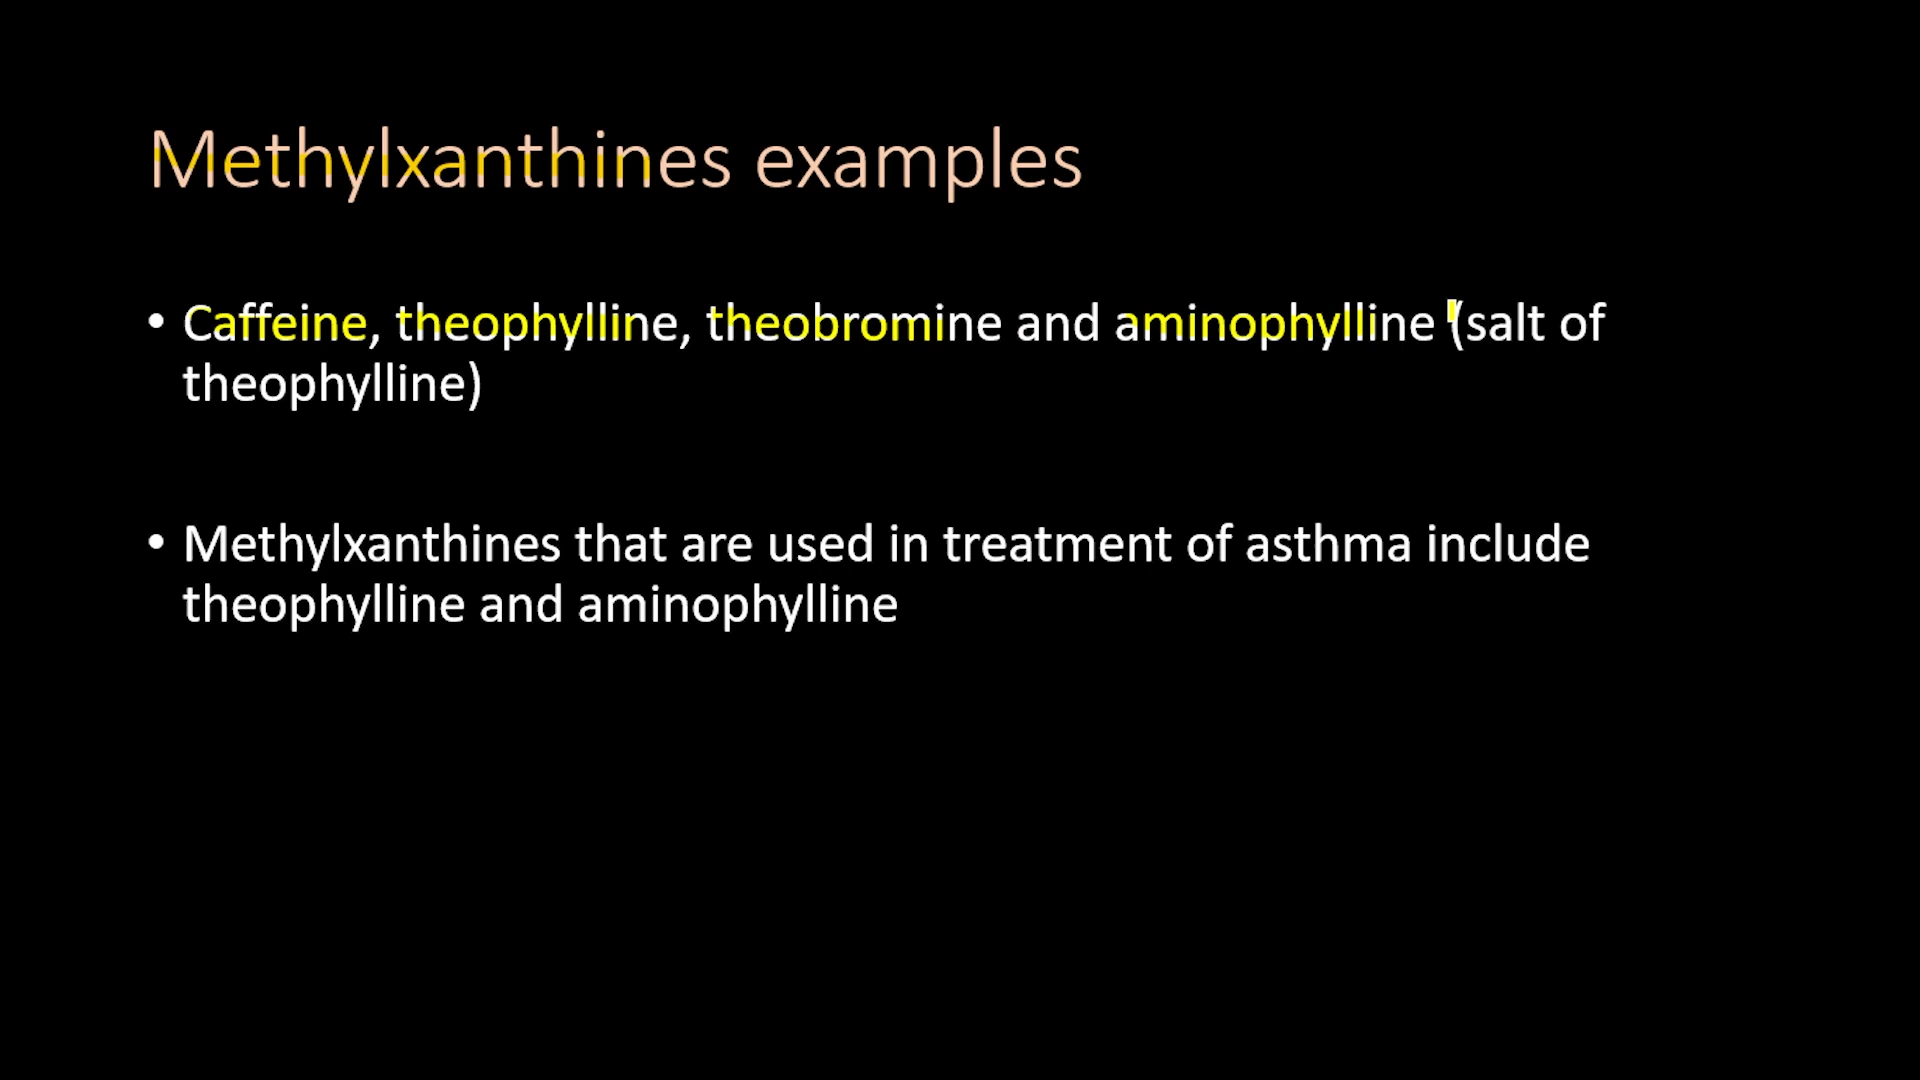 Methylxanthines examples
• Caffeine, theophylline, theobromine and aminophylline (salt of
theophylline)
• Methylxanthines that are used in treatment of asthma include
theophylline and aminophylline